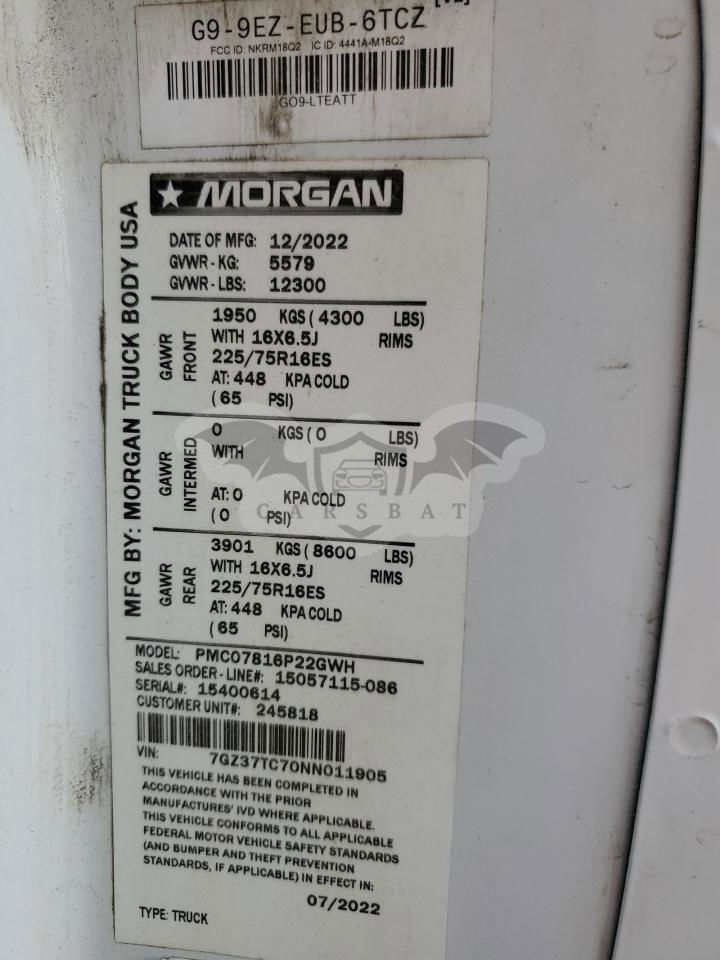 G9-9EZ-EUB-6TCZ
FCC ID: NKRM18Q2 IC ID: 4441A-M18Q2
GO9-LTEATT
MORGAN
MFG BY: MORGAN TRUCK BODY USA
DATE OF MFG: 12/2022
GVWR - KG: 5579
GVWR - LBS: 12300
GAWR FRONT
1950 KGS ( 4300 LBS)
WITH 16X6.5J RIMS
225/75R16ES
AT: 448 KPA COLD
( 65 PSI)
GAWR INTERMED
0 KGS ( 0 LBS)
WITH RIMS
AT: 0 KPA COLD
( 0 PSI)
CARSBAT
GAWR REAR
3901 KGS ( 8600 LBS)
WITH 16X6.5J RIMS
225/75R16ES
AT: 448 KPA COLD
( 65 PSI)
MODEL: PMC07816P22GWH
SALES ORDER - LINE#: 15057115-086
SERIAL#: 15400614
CUSTOMER UNIT#: 245818
VIN: 7GZ37TC70NN011905
THIS VEHICLE HAS BEEN COMPLETED IN
ACCORDANCE WITH THE PRIOR
MANUFACTURES' IVD WHERE APPLICABLE.
THIS VEHICLE CONFORMS TO ALL APPLICABLE
FEDERAL MOTOR VEHICLE SAFETY STANDARDS
(AND BUMPER AND THEFT PREVENTION
STANDARDS, IF APPLICABLE) IN EFFECT IN:
07/2022
TYPE: TRUCK